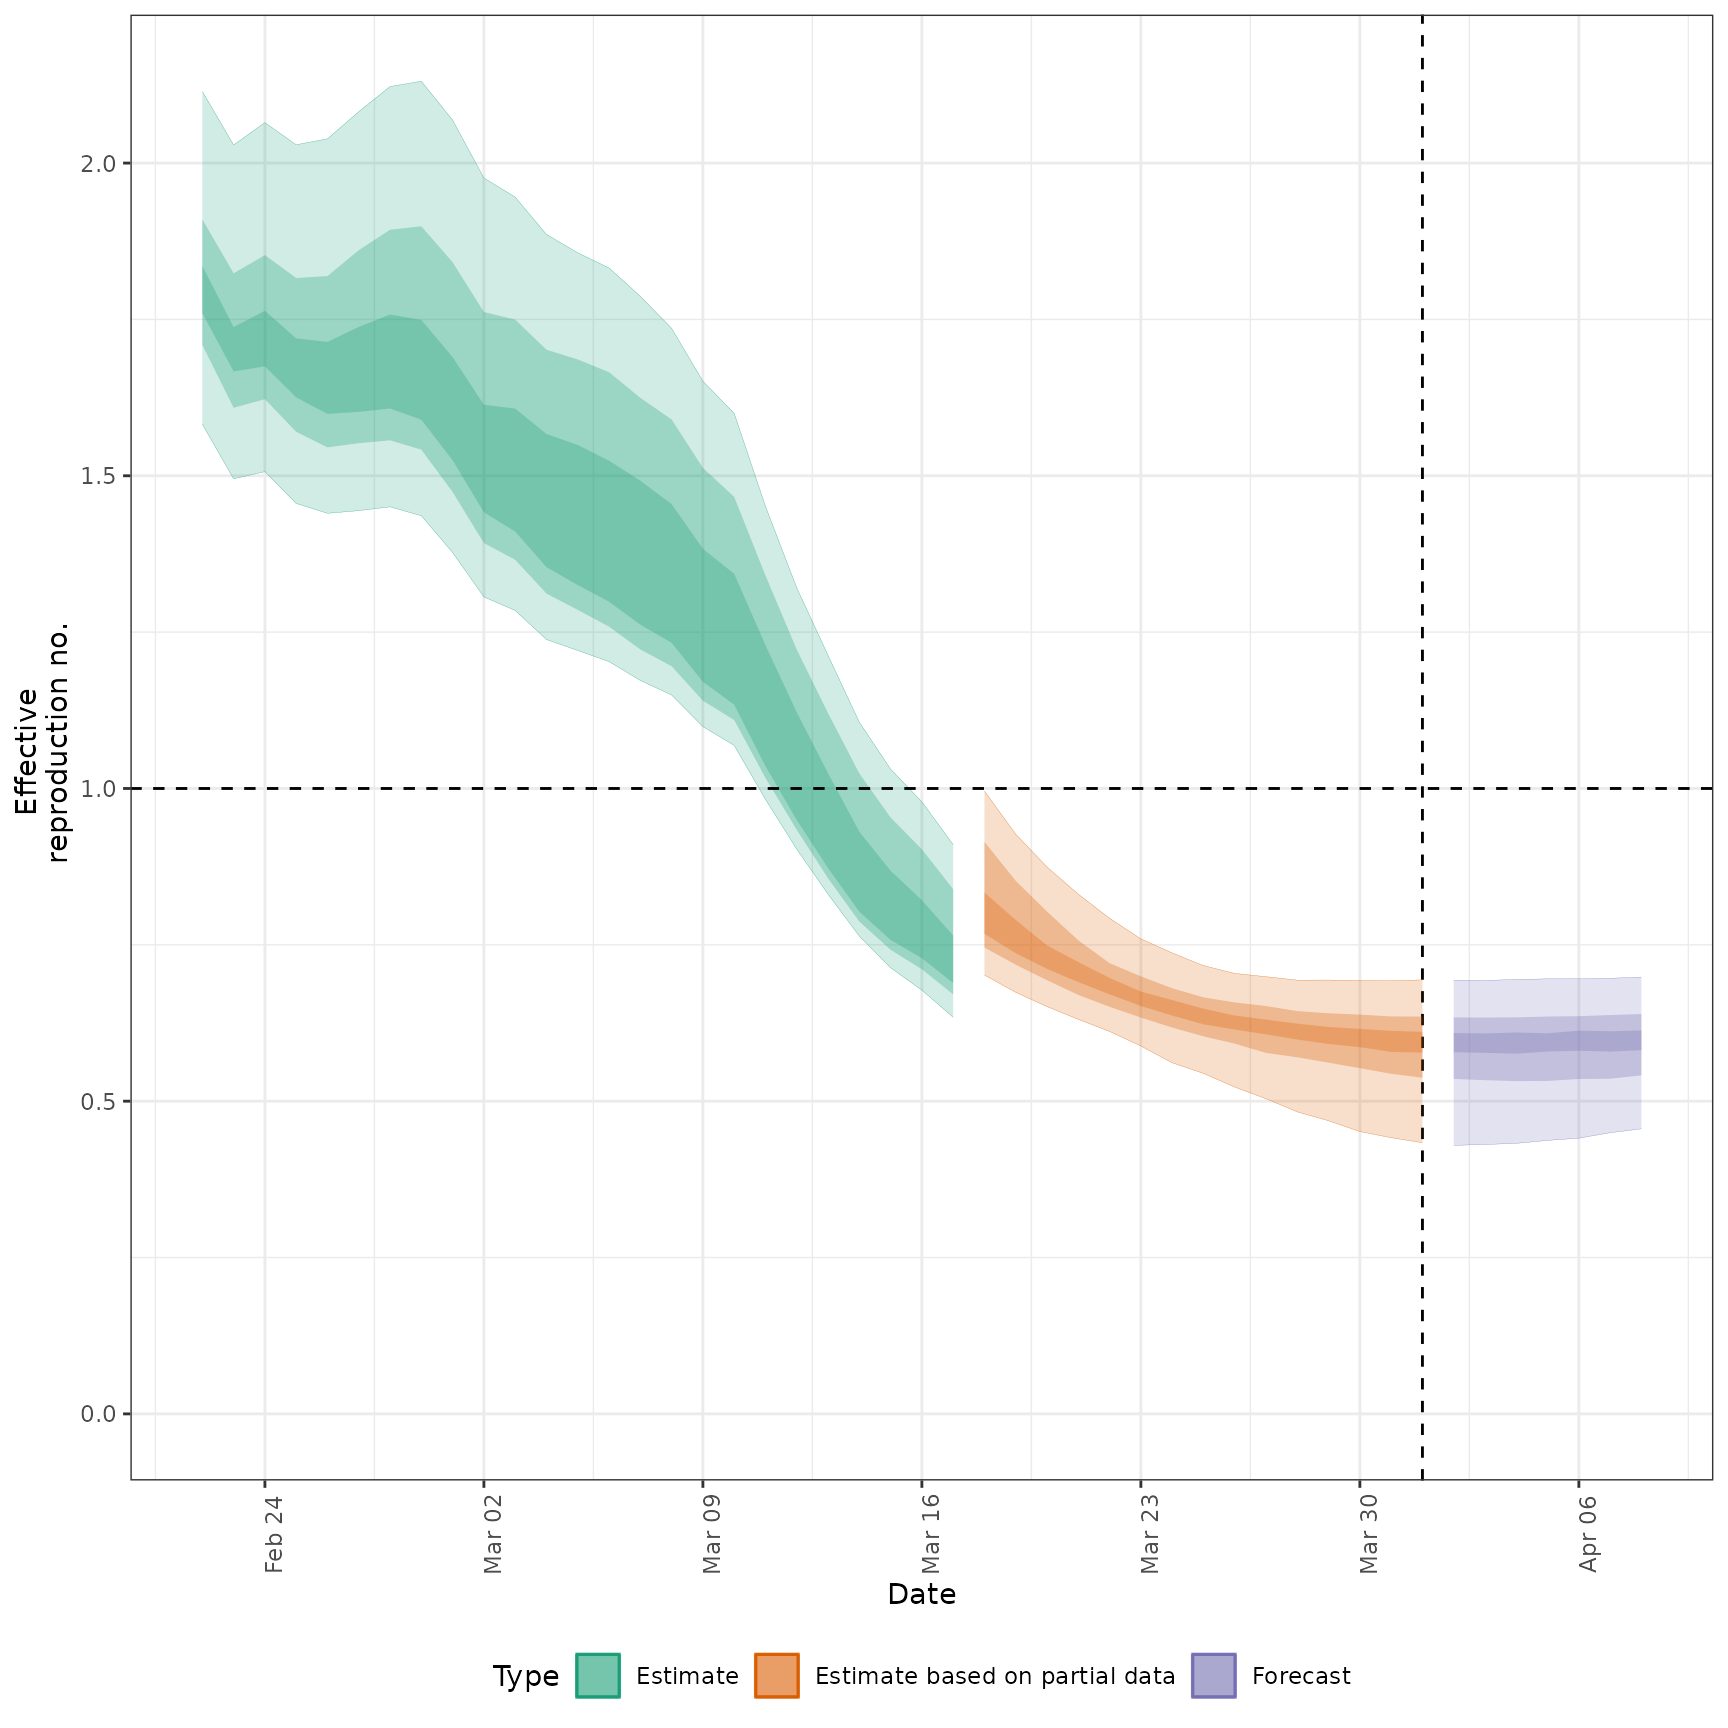 Effective
reproduction no.
2.0
1.5
1.0
0.5
0.0
Feb 24
Mar 02
Mar 09
Mar 16
Mar 23
Mar 30
Apr 06
Date
Type Estimate Estimate based on partial data Forecast